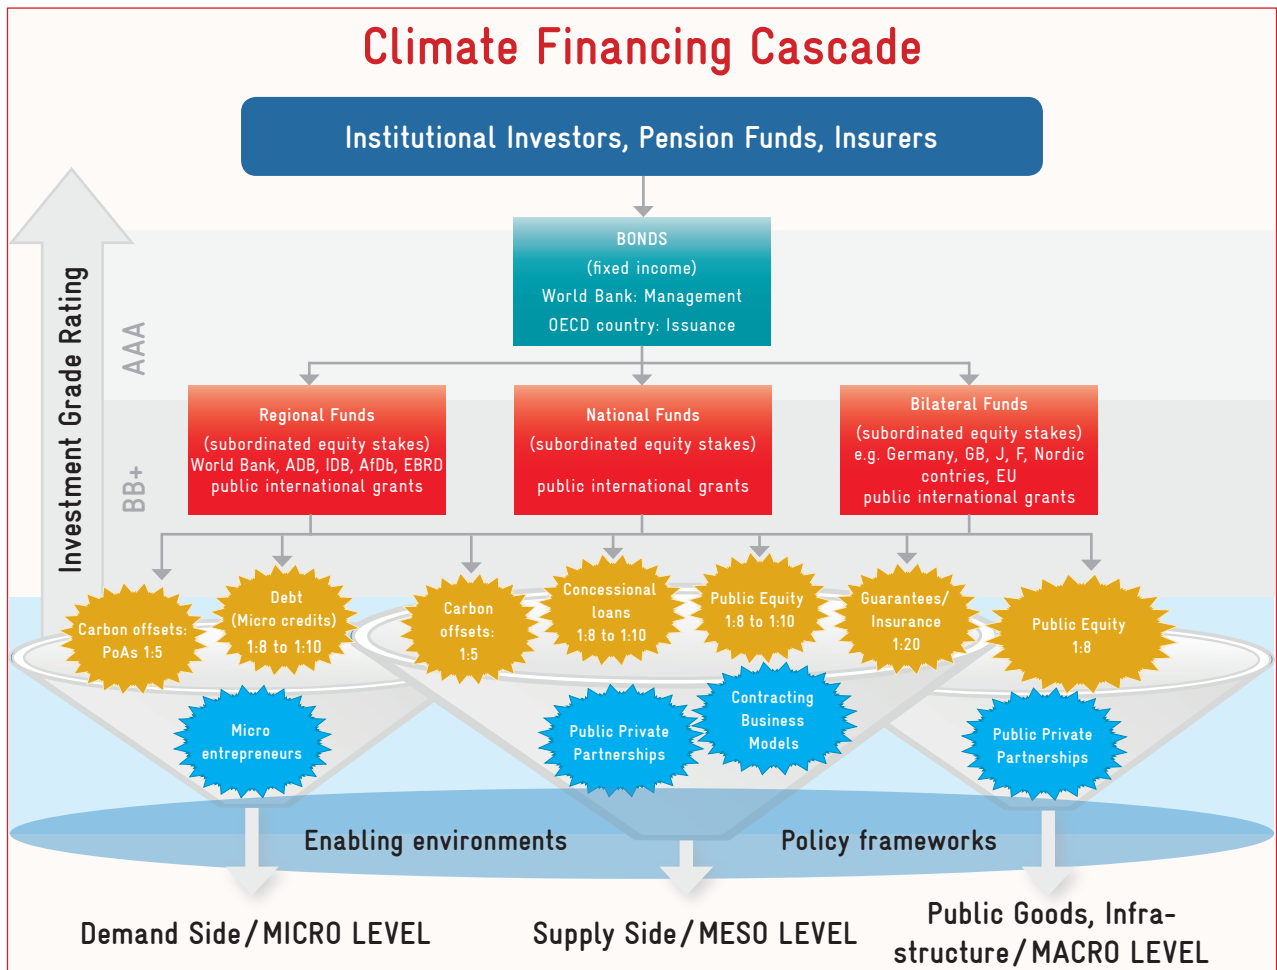 Climate Financing Cascade
Institutional Investors, Pension Funds, Insurers
Investment Grade Rating
AAA
BB+
BONDS
(fixed income)
World Bank: Management
OECD country: Issuance
Regional Funds
(subordinated equity stakes)
World Bank, ADB, IDB, AfDb, EBRD
public international grants
National Funds
(subordinated equity stakes)
public international grants
Bilateral Funds
(subordinated equity stakes)
e.g. Germany, GB, J, F, Nordic
contries, EU
public international grants
Carbon offsets:
PoAs 1:5
Debt
(Micro credits)
1:8 to 1:10
Carbon
offsets:
1:5
Concessional
loans
1:8 to 1:10
Public Equity
1:8 to 1:10
Guarantees/
Insurance
1:20
Public Equity
1:8
Micro
entrepreneurs
Public Private
Partnerships
Contracting
Business
Models
Public Private
Partnerships
Enabling environments
Policy frameworks
Demand Side/MICRO LEVEL
Supply Side/MESO LEVEL
Public Goods, Infra-
structure/MACRO LEVEL